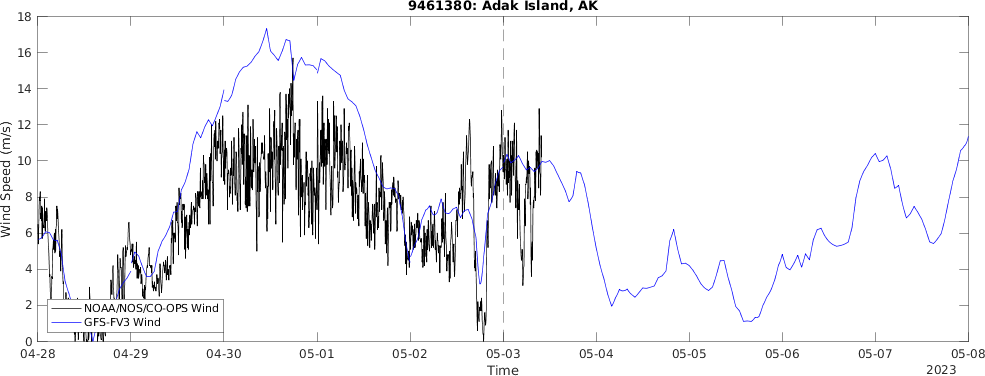 9461380: Adak Island, AK
Wind Speed (m/s)
18
16
14
12
10
8
6
4
2
0
NOAA/NOS/CO-OPS Wind
GFS-FV3 Wind
04-28 04-29 04-30 05-01 05-02 05-03 05-04 05-05 05-06 05-07 05-08
Time
2023